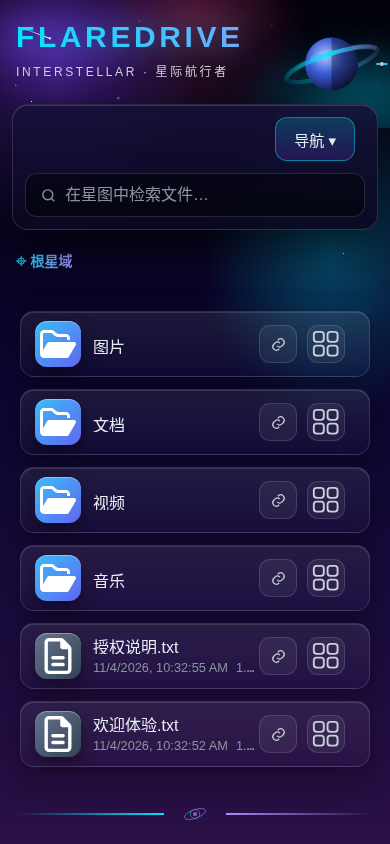 FLAREDRIVE
INTERSTELLAR · 星际航行者
导航 ▾
在星图中检索文件…
⌖ 根星域
图片
文档
视频
音乐
授权说明.txt
11/4/2026, 10:32:55 AM 1.…
欢迎体验.txt
11/4/2026, 10:32:52 AM 1.…